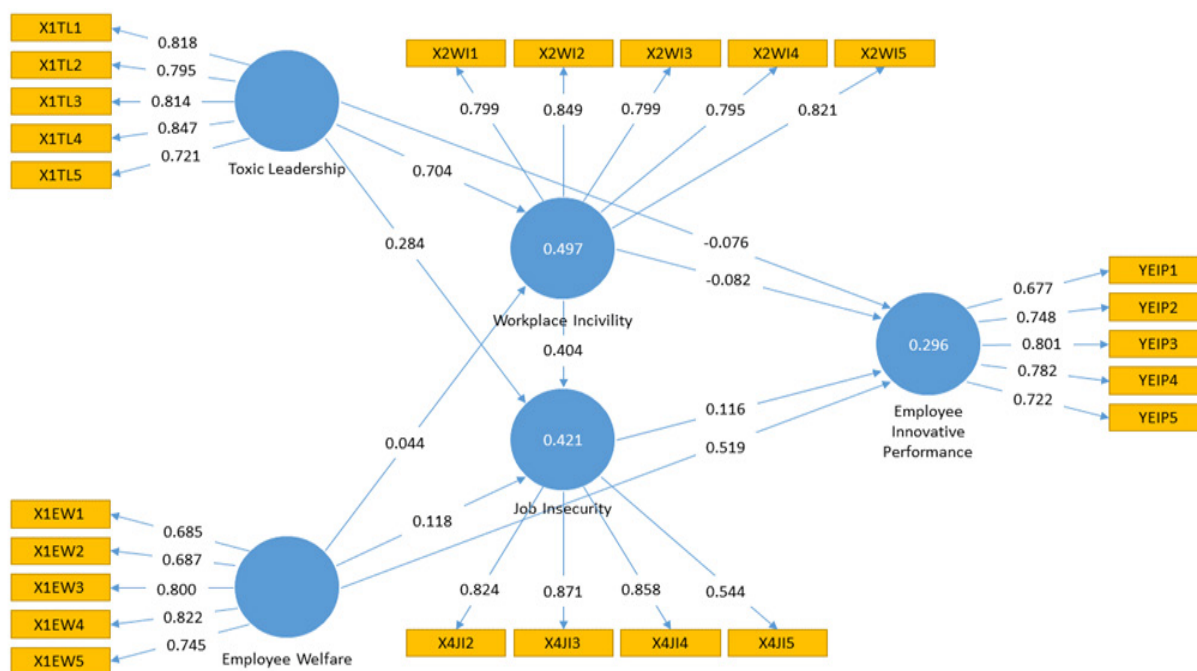 X1TL1
X1TL2
X1TL3
X1TL4
X1TL5
0.818
0.795
0.814
0.847
0.721
Toxic Leadership
X2WI1
X2WI2
X2WI3
X2WI4
X2WI5
0.799
0.849
0.799
0.795
0.821
0.704
0.284
0.497
Workplace Incivility
-0.076
-0.082
0.404
0.296
Employee
Innovative
Performance
YEIP1
YEIP2
YEIP3
YEIP4
YEIP5
0.677
0.748
0.801
0.782
0.722
0.421
Job Insecurity
0.116
0.519
0.044
0.118
X1EW1
X1EW2
X1EW3
X1EW4
X1EW5
0.685
0.687
0.800
0.822
0.745
Employee Welfare
0.824
0.871
0.858
0.544
X4JI2
X4JI3
X4JI4
X4JI5